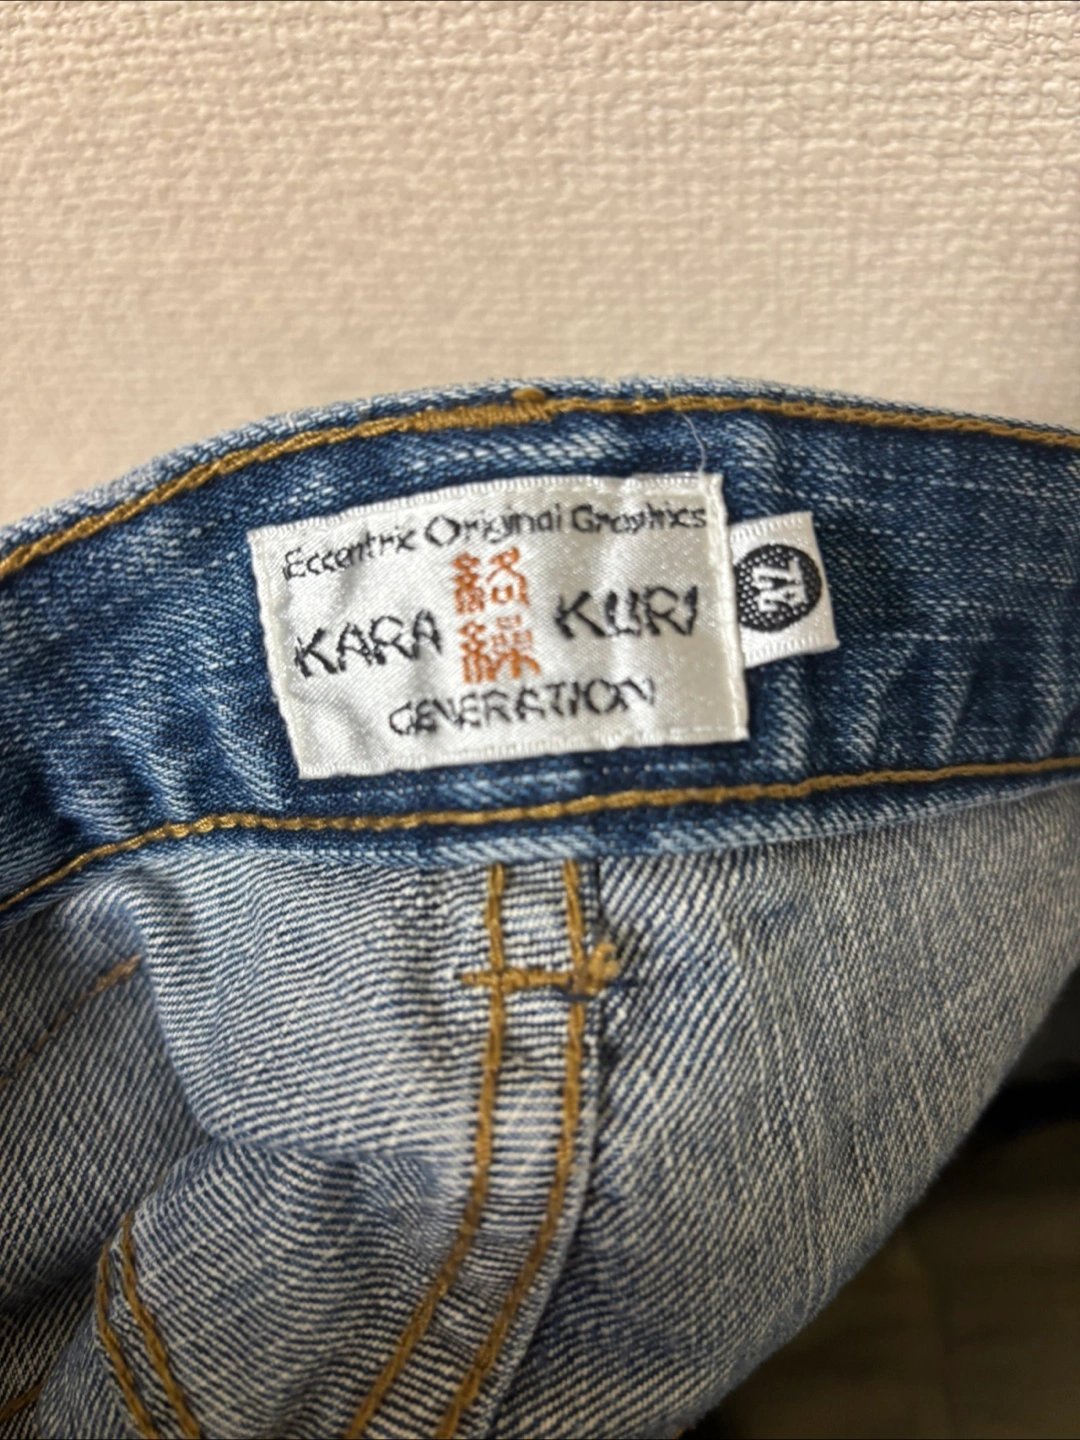 Eccentric Original Graphics
KARA 絡繰 KURI
GENERATION